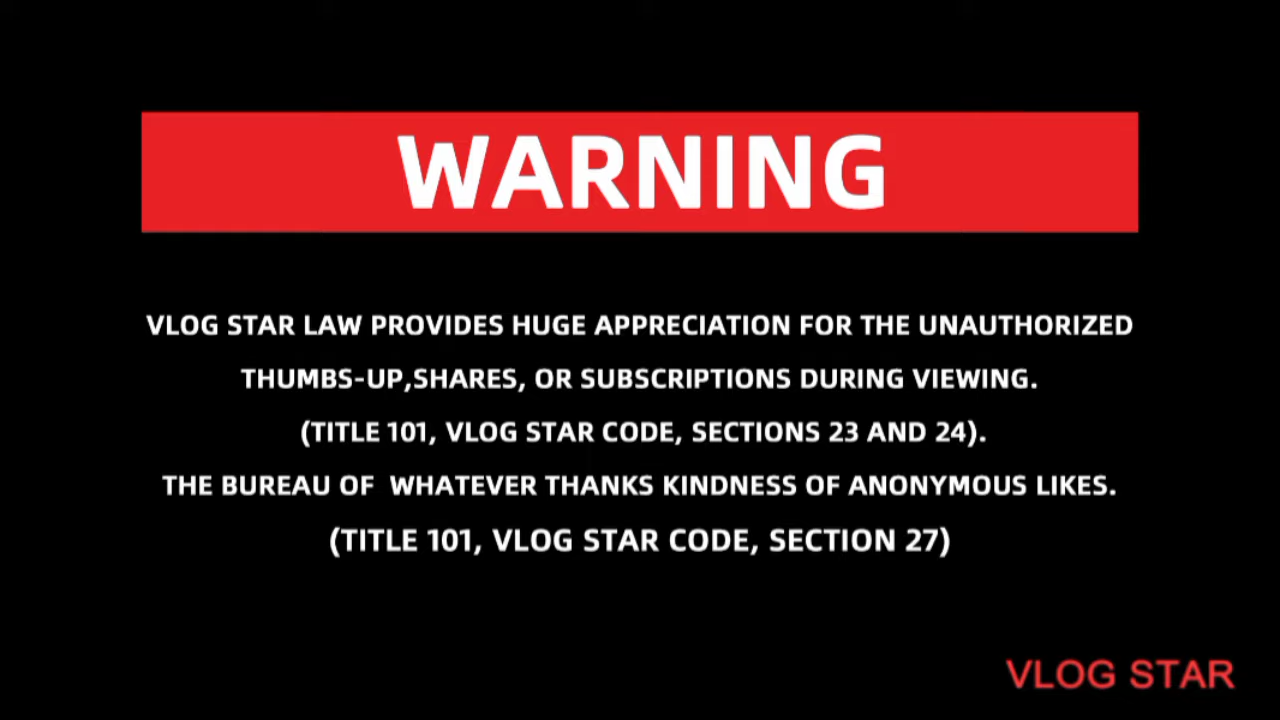 WARNING
VLOG STAR LAW PROVIDES HUGE APPRECIATION FOR THE UNAUTHORIZED
THUMBS-UP,SHARES, OR SUBSCRIPTIONS DURING VIEWING.
(TITLE 101, VLOG STAR CODE, SECTIONS 23 AND 24).
THE BUREAU OF  WHATEVER THANKS KINDNESS OF ANONYMOUS LIKES.
(TITLE 101, VLOG STAR CODE, SECTION 27)
VLOG STAR